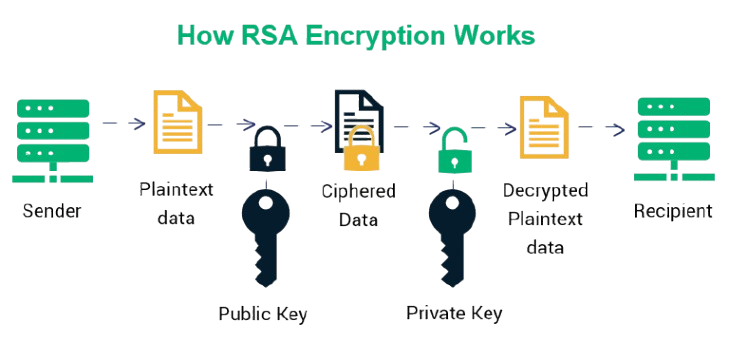 How RSA Encryption Works
Sender
Plaintext
data
Public Key
Ciphered
Data
Private Key
Decrypted
Plaintext
data
Recipient